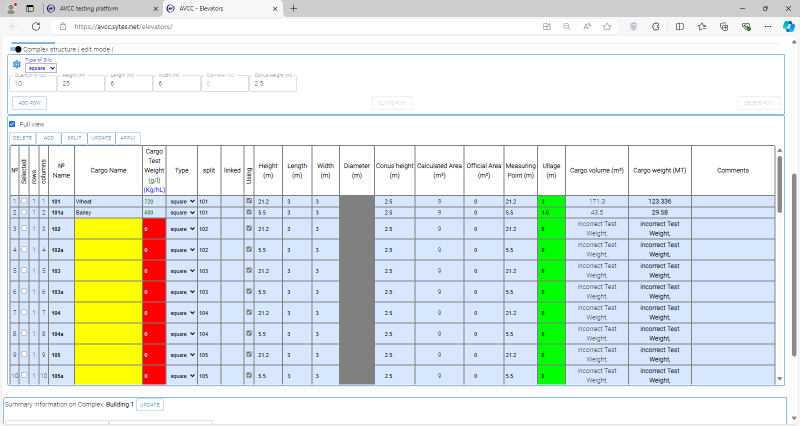 AVCC testing platform
AVCC - Elevators
https://avcc.sytes.net/elevators/
Complex structure ( edit mode )
Type of Silo
square
Quantity in row Height (m) Length (m) Width (m) Diameter (m) Conus Height (m)
10 25 6 6 6 2.5
ADD ROW CLONE ROW DELETE ROW
Full view
DELETE ADD SPLIT UPDATE APPLY
№ Selected rows columns № Name Cargo Name Cargo Test Weight (g/l) (Kg/hL) Type split linked Using Height (m) Length (m) Width (m) Diameter (m) Conus height (m) Calculated Area (m²) Official Area (m²) Measuring Point (m) Ullage (m) Cargo volume (m³) Cargo weight (MT) Comments
1 1 1 101 Wheat 720 square 101 21.2 3 3 2.5 9 0 21.2 3 171.3 123.336
2 1 2 101a Barley 680 square 101 5.5 3 3 2.5 9 0 5.5 1.6 43.5 29.58
3 1 3 102 0 square 102 21.2 3 3 2.5 9 0 21.2 0 incorrect Test Weight, incorrect Test Weight,
4 1 4 102a 0 square 102 5.5 3 3 2.5 9 0 5.5 0 incorrect Test Weight, incorrect Test Weight,
5 1 5 103 0 square 103 21.2 3 3 2.5 9 0 21.2 0 incorrect Test Weight, incorrect Test Weight,
6 1 6 103a 0 square 103 5.5 3 3 2.5 9 0 5.5 0 incorrect Test Weight, incorrect Test Weight,
7 1 7 104 0 square 104 21.2 3 3 2.5 9 0 21.2 0 incorrect Test Weight, incorrect Test Weight,
8 1 8 104a 0 square 104 5.5 3 3 2.5 9 0 5.5 0 incorrect Test Weight, incorrect Test Weight,
9 1 9 105 0 square 105 21.2 3 3 2.5 9 0 21.2 0 incorrect Test Weight, incorrect Test Weight,
10 1 10 105a 0 square 105 5.5 3 3 2.5 9 0 5.5 0 incorrect Test Weight, incorrect Test Weight,
Summary information on Complex: Building 1 UPDATE